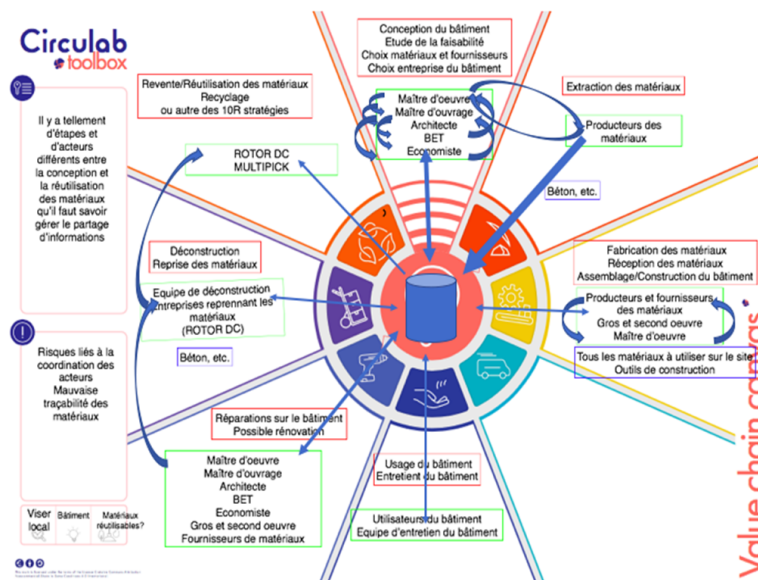 Circulab
toolbox
Il y a tellement
d'étapes et
d'acteurs
différents entre
la conception et
la réutilisation
des matériaux
qu'il faut savoir
gérer le partage
d'informations
Risques liés à la
coordination des
acteurs
Mauvaise
traçabilité des
matériaux
Viser
local
Bâtiment
Matériaux
réutilisables?
Revente/Réutilisation des matériaux
Recyclage
ou autre des 10R stratégies
ROTOR DC
MULTIPICK
Conception du bâtiment
Etude de la faisabilité
Choix matériaux et fournisseurs
Choix entreprise du bâtiment
Maître d'oeuvre
Maître d'ouvrage
Architecte
BET
Economiste
Extraction des matériaux
Producteurs des
matériaux
Béton, etc.
Fabrication des matériaux
Réception des matériaux
Assemblage/Construction du bâtiment
Producteurs et fournisseurs
des matériaux
Gros et second oeuvre
Maître d'oeuvre
Tous les matériaux à utiliser sur le site
Outils de construction
Déconstruction
Reprise des matériaux
Equipe de déconstruction
Entreprises reprennant les
matériaux
(ROTOR DC)
Béton, etc.
Réparations sur le bâtiment
Possible rénovation
Maître d'oeuvre
Maître d'ouvrage
Architecte
BET
Economiste
Gros et second oeuvre
Fournisseurs de matériaux
Usage du bâtiment
Entretient du bâtiment
Utilisateurs du bâtiment
Equipe d'entretien du bâtiment
Value chain canvas